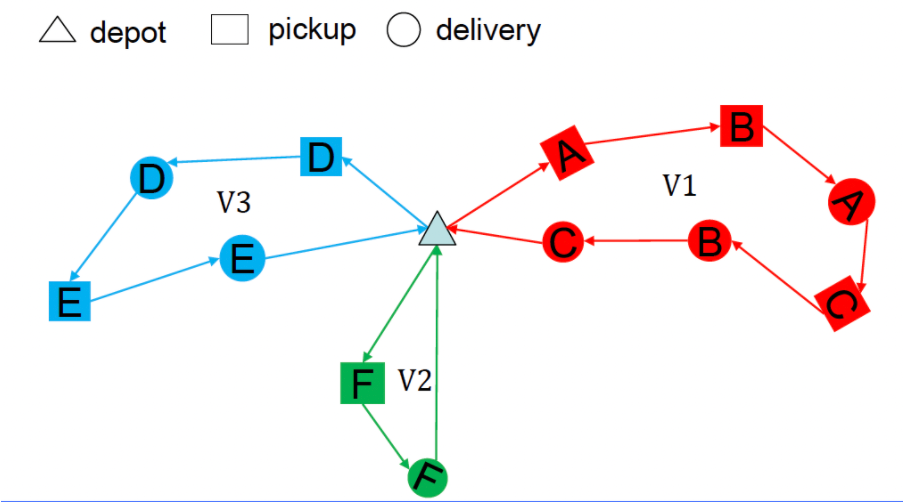 depot pickup delivery
B
D A
D V1 A
V3
E C B
E C
F V2
F